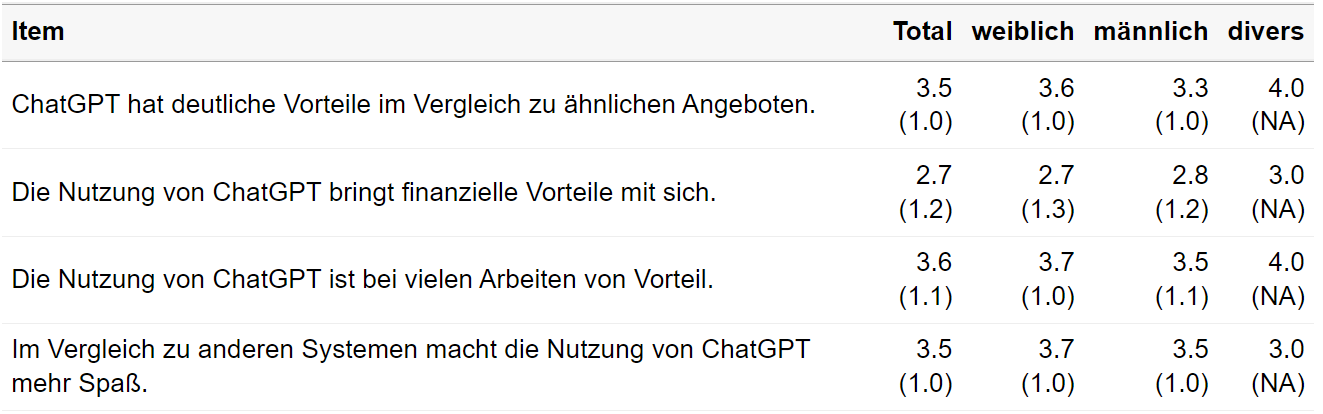 Item Total weiblich männlich divers
ChatGPT hat deutliche Vorteile im Vergleich zu ähnlichen Angeboten. 3.5 (1.0) 3.6 (1.0) 3.3 (1.0) 4.0 (NA)
Die Nutzung von ChatGPT bringt finanzielle Vorteile mit sich. 2.7 (1.2) 2.7 (1.3) 2.8 (1.2) 3.0 (NA)
Die Nutzung von ChatGPT ist bei vielen Arbeiten von Vorteil. 3.6 (1.1) 3.7 (1.0) 3.5 (1.1) 4.0 (NA)
Im Vergleich zu anderen Systemen macht die Nutzung von ChatGPT
mehr Spaß. 3.5 (1.0) 3.7 (1.0) 3.5 (1.0) 3.0 (NA)